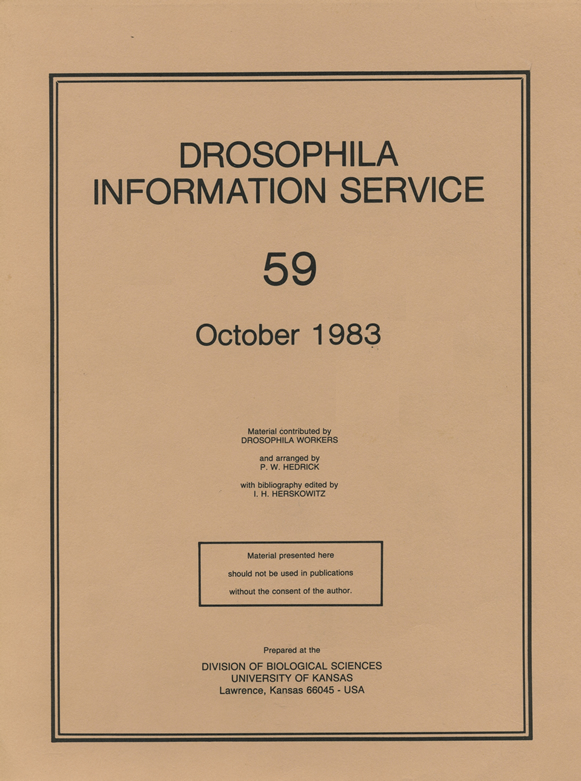 DROSOPHILA
INFORMATION SERVICE
59
October 1983
Material contributed by
DROSOPHILA WORKERS
and arranged by
P. W. HEDRICK
with bibliography edited by
I. H. HERSKOWITZ
Material presented here
should not be used in publications
without the consent of the author.
Prepared at the
DIVISION OF BIOLOGICAL SCIENCES
UNIVERSITY OF KANSAS
Lawrence, Kansas 66045 - USA